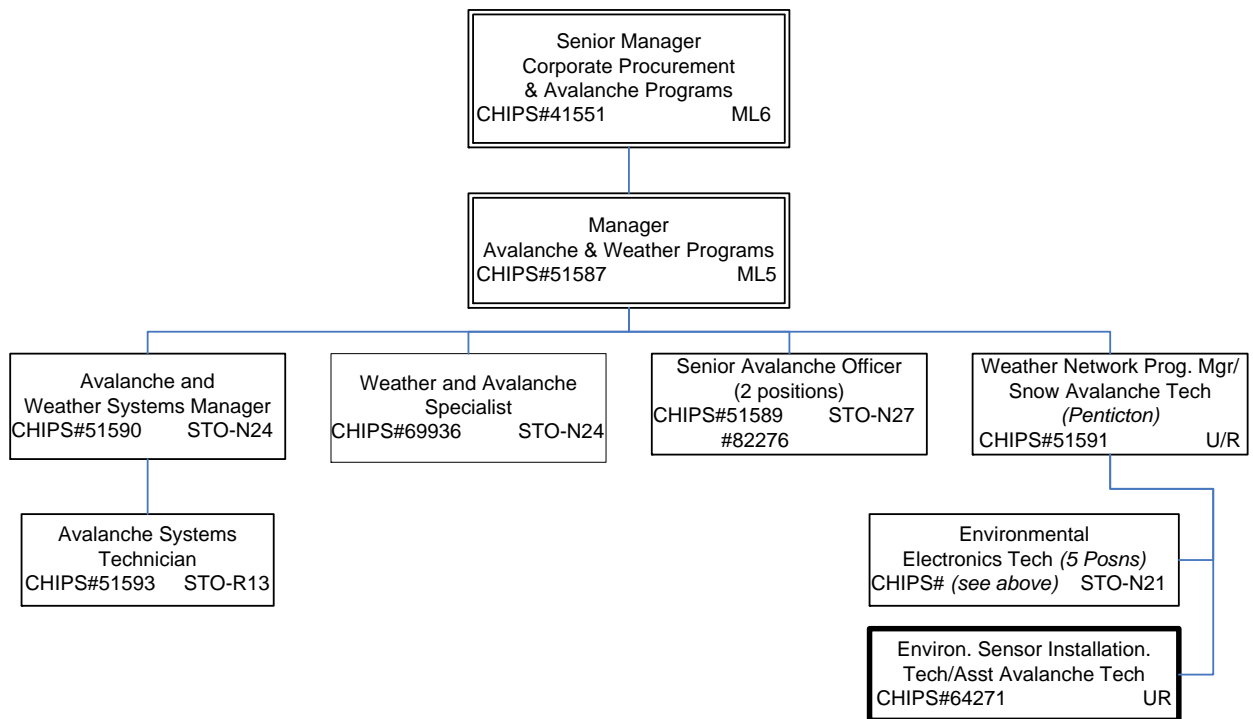 Senior Manager
Corporate Procurement
& Avalanche Programs
CHIPS#41551 ML6
Manager
Avalanche & Weather Programs
CHIPS#51587 ML5
Avalanche and
Weather Systems Manager
CHIPS#51590 STO-N24
Weather and Avalanche
Specialist
CHIPS#69936 STO-N24
Senior Avalanche Officer
(2 positions)
CHIPS#51589 STO-N27
#82276
Weather Network Prog. Mgr/
Snow Avalanche Tech
(Penticton)
CHIPS#51591 U/R
Avalanche Systems
Technician
CHIPS#51593 STO-R13
Environmental
Electronics Tech (5 Posns)
CHIPS# (see above) STO-N21
Environ. Sensor Installation.
Tech/Asst Avalanche Tech
CHIPS#64271 UR